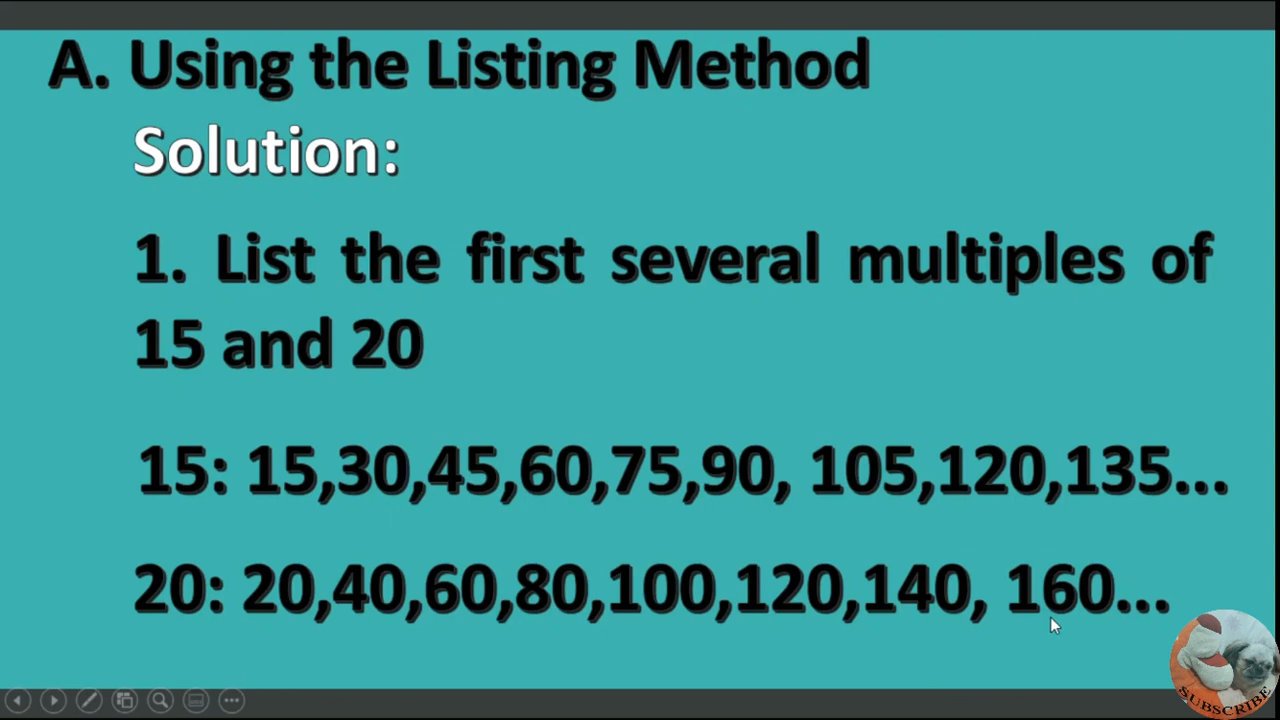 A. Using the Listing Method
Solution:
1. List the first several multiples of
15 and 20
15: 15,30,45,60,75,90, 105,120,135...
20: 20,40,60,80,100,120,140, 160...
SUBSCRIBE